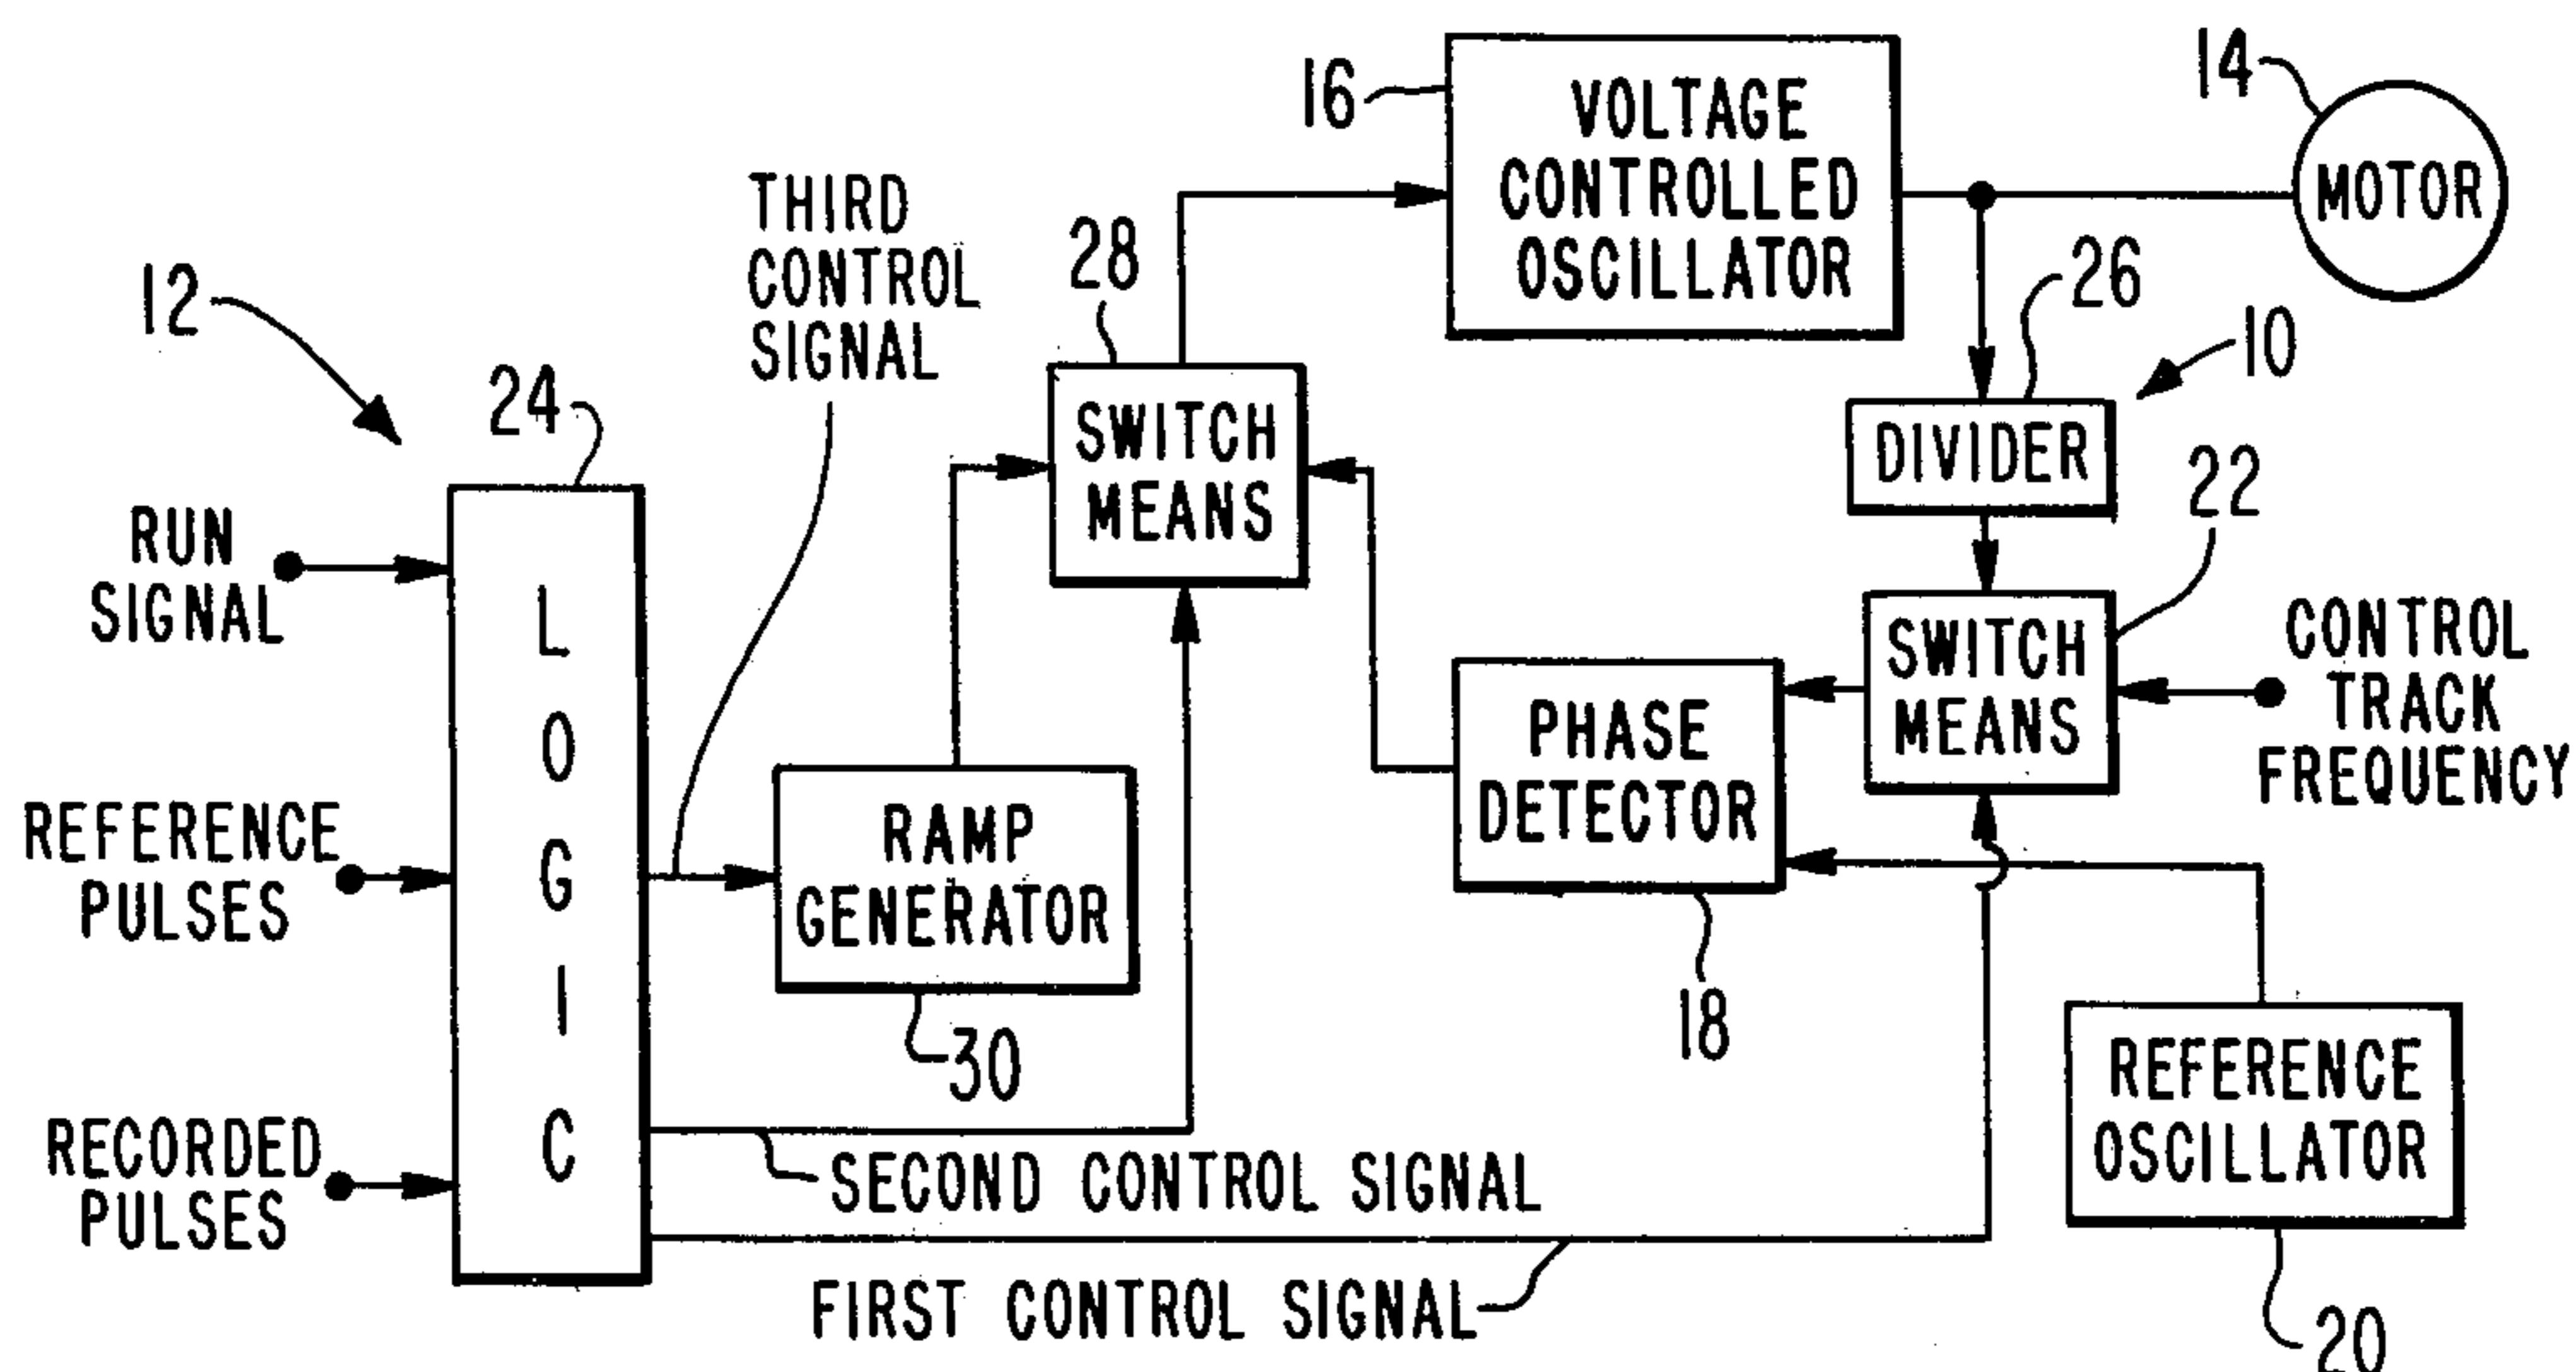 12
RUN
SIGNAL
REFERENCE
PULSES
RECORDED
PULSES
24
LOGIC
THIRD
CONTROL
SIGNAL
RAMP
GENERATOR
30
28
SWITCH
MEANS
SECOND CONTROL SIGNAL
FIRST CONTROL SIGNAL
16
VOLTAGE
CONTROLLED
OSCILLATOR
14
MOTOR
26
10
DIVIDER
22
SWITCH
MEANS
CONTROL
TRACK
FREQUENCY
PHASE
DETECTOR
18
REFERENCE
OSCILLATOR
20